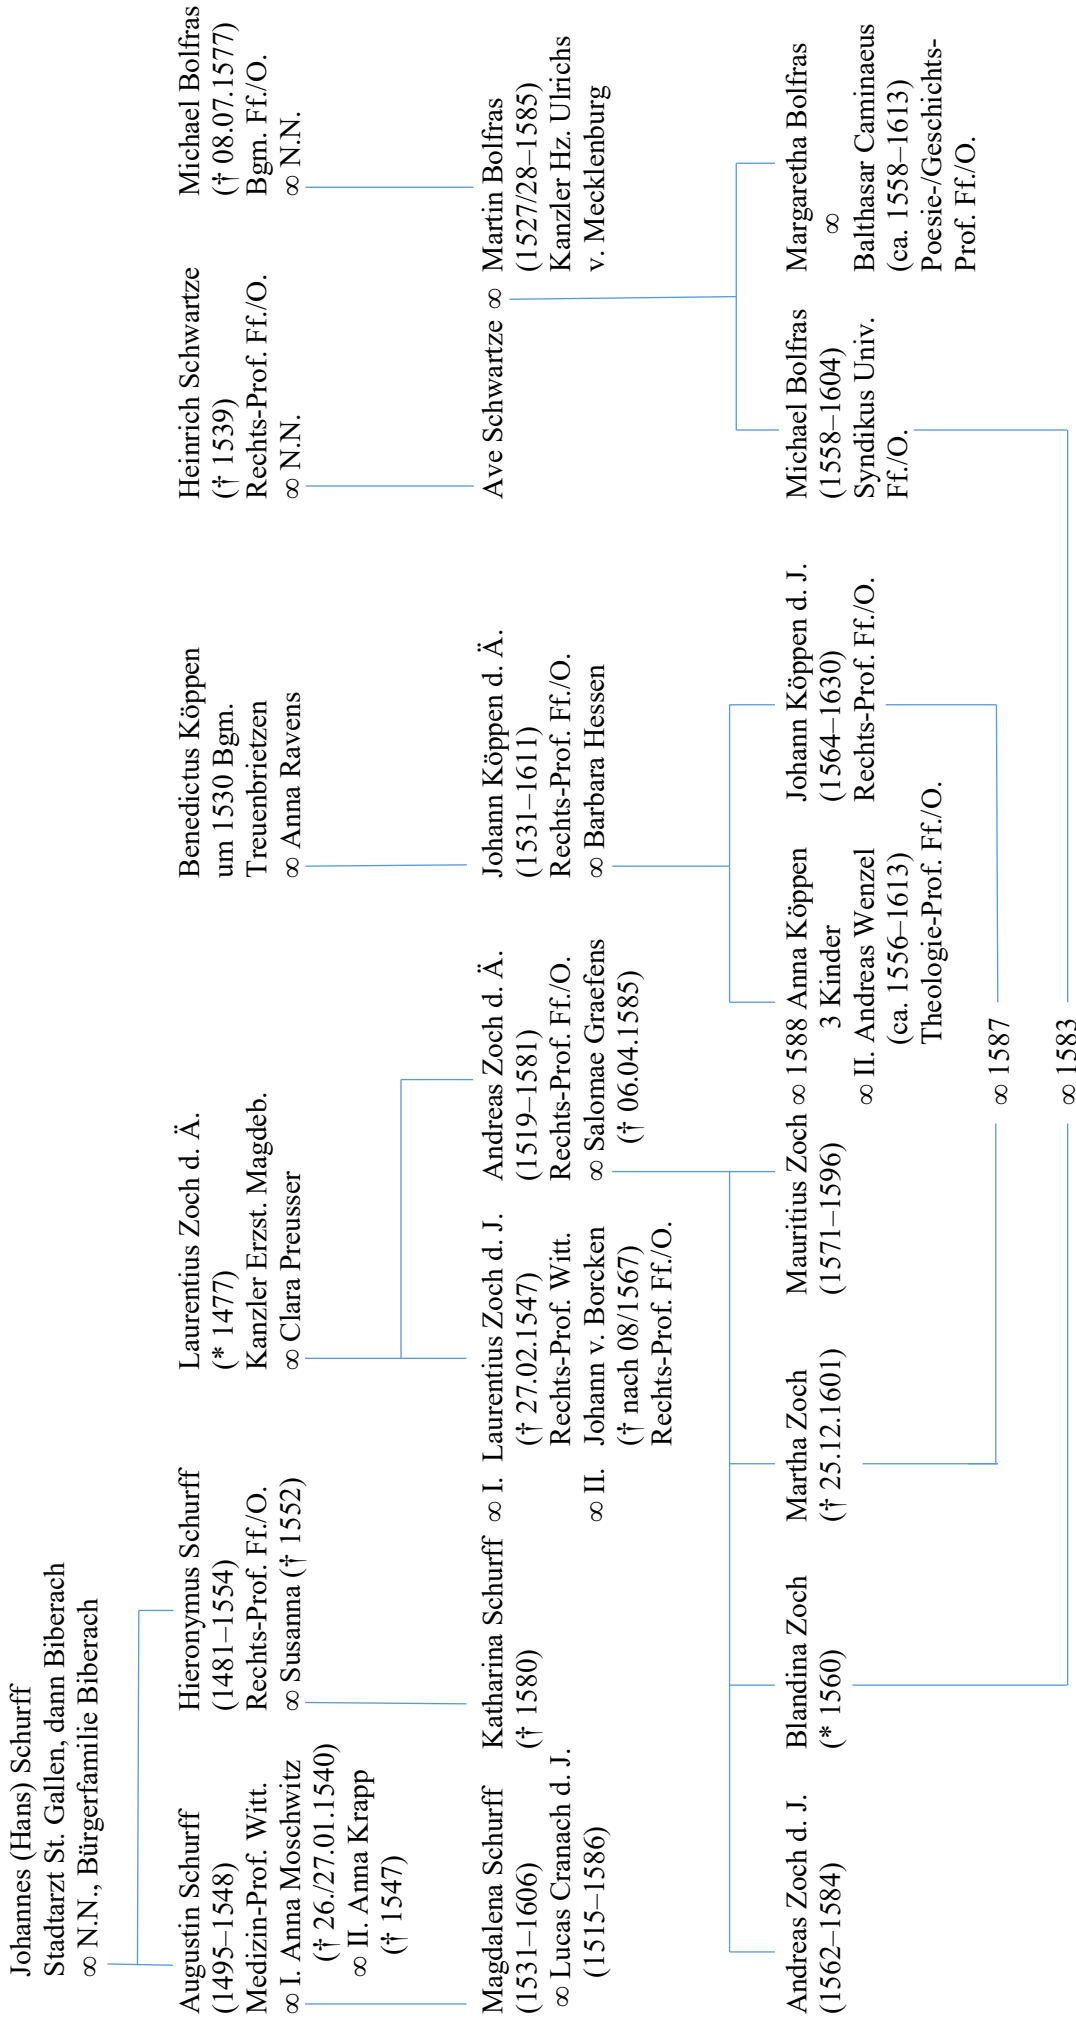 Johannes (Hans) Schurff
Stadtarzt St. Gallen, dann Biberach
∞ N.N., Bürgerfamilie Biberach
Augustin Schurff
(1495–1548)
Medizin-Prof. Witt.
∞ I. Anna Moschwitz
(† 26./27.01.1540)
∞ II. Anna Krapp
(† 1547)
Hieronymus Schurff
(1481–1554)
Rechts-Prof. Ff./O.
∞ Susanna († 1552)
Laurentius Zoch d. Ä.
(* 1477)
Kanzler Erzst. Magdeb.
∞ Clara Preusser
Benedictus Köppen
um 1530 Bgm.
Treuenbrietzen
∞ Anna Ravens
Heinrich Schwartze
(† 1539)
Rechts-Prof. Ff./O.
∞ N.N.
Michael Bolfras
(† 08.07.1577)
Bgm. Ff./O.
∞ N.N.
Magdalena Schurff
(1531–1606)
∞ Lucas Cranach d. J.
(1515–1586)
Katharina Schurff
(† 1580)
∞ I. Laurentius Zoch d. J.
(† 27.02.1547)
Rechts-Prof. Witt.
∞ II. Johann v. Borcken
(† nach 08/1567)
Rechts-Prof. Ff./O.
Andreas Zoch d. Ä.
(1519–1581)
Rechts-Prof. Ff./O.
∞ Salomae Graefens
(† 06.04.1585)
Johann Köppen d. Ä.
(1531–1611)
Rechts-Prof. Ff./O.
∞ Barbara Hessen
Ave Schwartze ∞ Martin Bolfras
(1527/28–1585)
Kanzler Hz. Ulrichs
v. Mecklenburg
Andreas Zoch d. J.
(1562–1584)
Blandina Zoch
(* 1560)
Martha Zoch
(† 25.12.1601)
Mauritius Zoch ∞ 1588 Anna Köppen
(1571–1596)
3 Kinder
∞ II. Andreas Wenzel
(ca. 1556–1613)
Theologie-Prof. Ff./O.
Johann Köppen d. J.
(1564–1630)
Rechts-Prof. Ff./O.
Michael Bolfras
(1558–1604)
Syndikus Univ.
Ff./O.
Margaretha Bolfras
∞
Balthasar Caminaeus
(ca. 1558–1613)
Poesie-/Geschichts-
Prof. Ff./O.
∞ 1587
∞ 1583